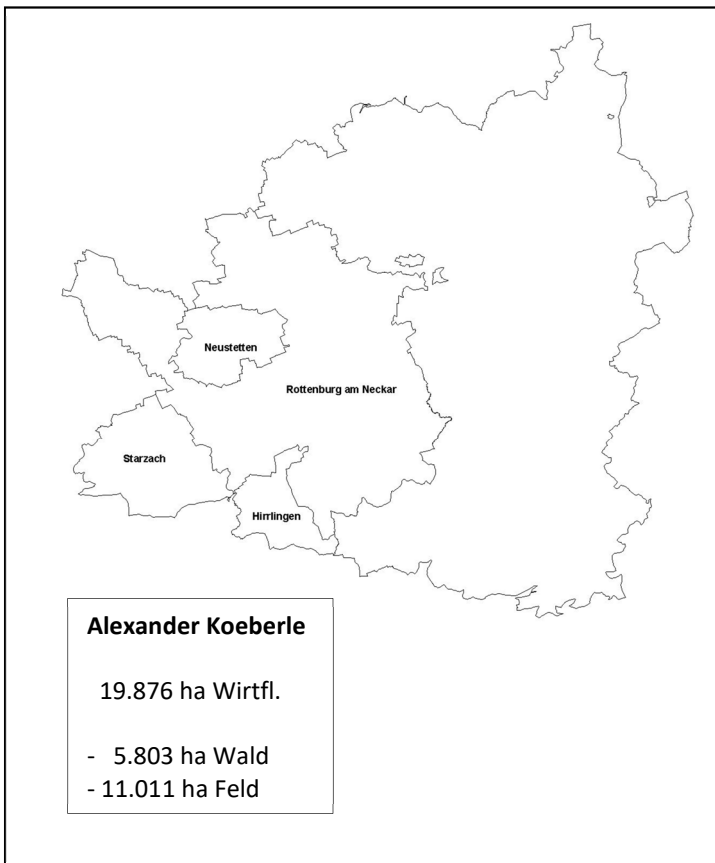 Neustetten
Rottenburg am Neckar
Starzach
Hirrlingen
Alexander Koeberle
19.876 ha Wirtfl.
- 5.803 ha Wald
- 11.011 ha Feld